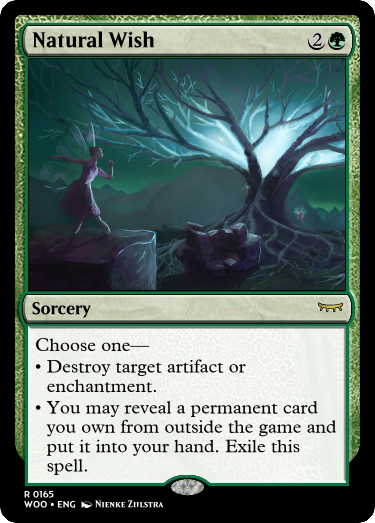 Natural Wish 2
Sorcery
Choose one—
• Destroy target artifact or
enchantment.
• You may reveal a permanent card
you own from outside the game and
put it into your hand. Exile this
spell.
R 0165
WOO • ENG Nienke Zijlstra